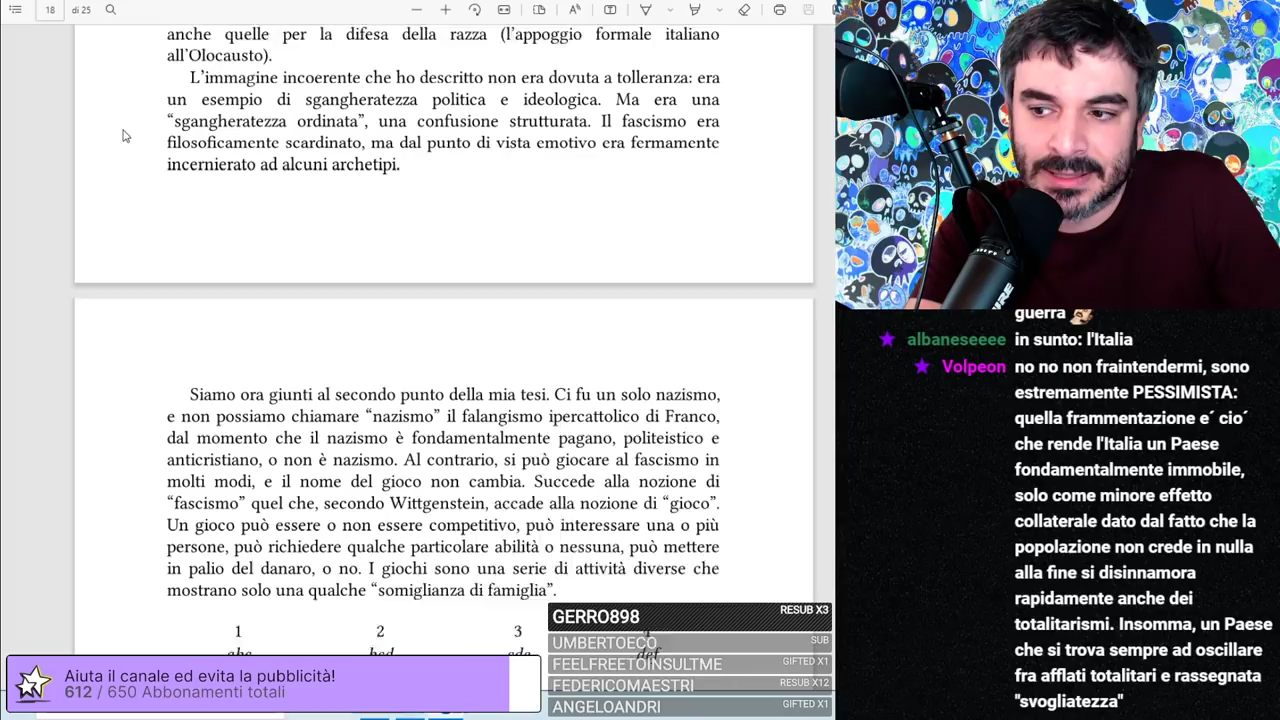 18
di 25
anche quelle per la difesa della razza (l’appoggio formale italiano
all’Olocausto).
L’immagine incoerente che ho descritto non era dovuta a tolleranza: era
un esempio di sgangheratezza politica e ideologica. Ma era una
“sgangheratezza ordinata”, una confusione strutturata. Il fascismo era
filosoficamente scardinato, ma dal punto di vista emotivo era fermamente
incernierato ad alcuni archetipi.
Siamo ora giunti al secondo punto della mia tesi. Ci fu un solo nazismo,
e non possiamo chiamare “nazismo” il falangismo ipercattolico di Franco,
dal momento che il nazismo è fondamentalmente pagano, politeistico e
anticristiano, o non è nazismo. Al contrario, si può giocare al fascismo in
molti modi, e il nome del gioco non cambia. Succede alla nozione di
“fascismo” quel che, secondo Wittgenstein, accade alla nozione di “gioco”.
Un gioco può essere o non essere competitivo, può interessare una o più
persone, può richiedere qualche particolare abilità o nessuna, può mettere
in palio del danaro, o no. I giochi sono una serie di attività diverse che
mostrano solo una qualche “somiglianza di famiglia”.
1 2 3
def
Aiuta il canale ed evita la pubblicità!
612 / 650 Abbonamenti totali
GERRO898 RESUB X3
UMBERTOECO SUB
FEELFREETOINSULTME GIFTED X1
FEDERICOMAESTRI RESUB X12
ANGELOANDRI GIFTED X1
guerra
albaneseeee in sunto: l'Italia
Volpeon no no non fraintendermi, sono
estremamente PESSIMISTA:
quella frammentazione e´ cio´
che rende l'Italia un Paese
fondamentalmente immobile,
solo come minore effetto
collaterale dato dal fatto che la
popolazione non crede in nulla
alla fine si disinnamora
rapidamente anche dei
totalitarismi. Insomma, un Paese
che si trova sempre ad oscillare
fra afflati totalitari e rassegnata
"svogliatezza"